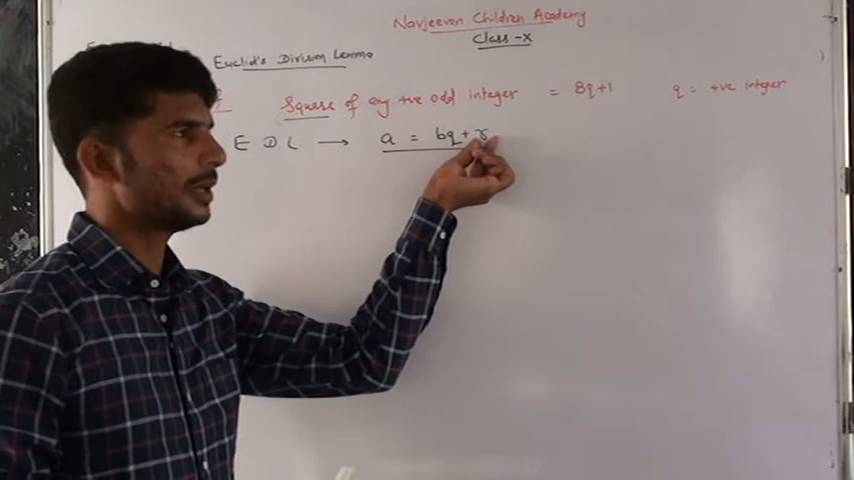 Navjeevan Children Academy
Class-X
Euclid's Division Lemma
Square of any +ve odd integer = 8q+1 q = +ve integer
E D.L → a = bq + r